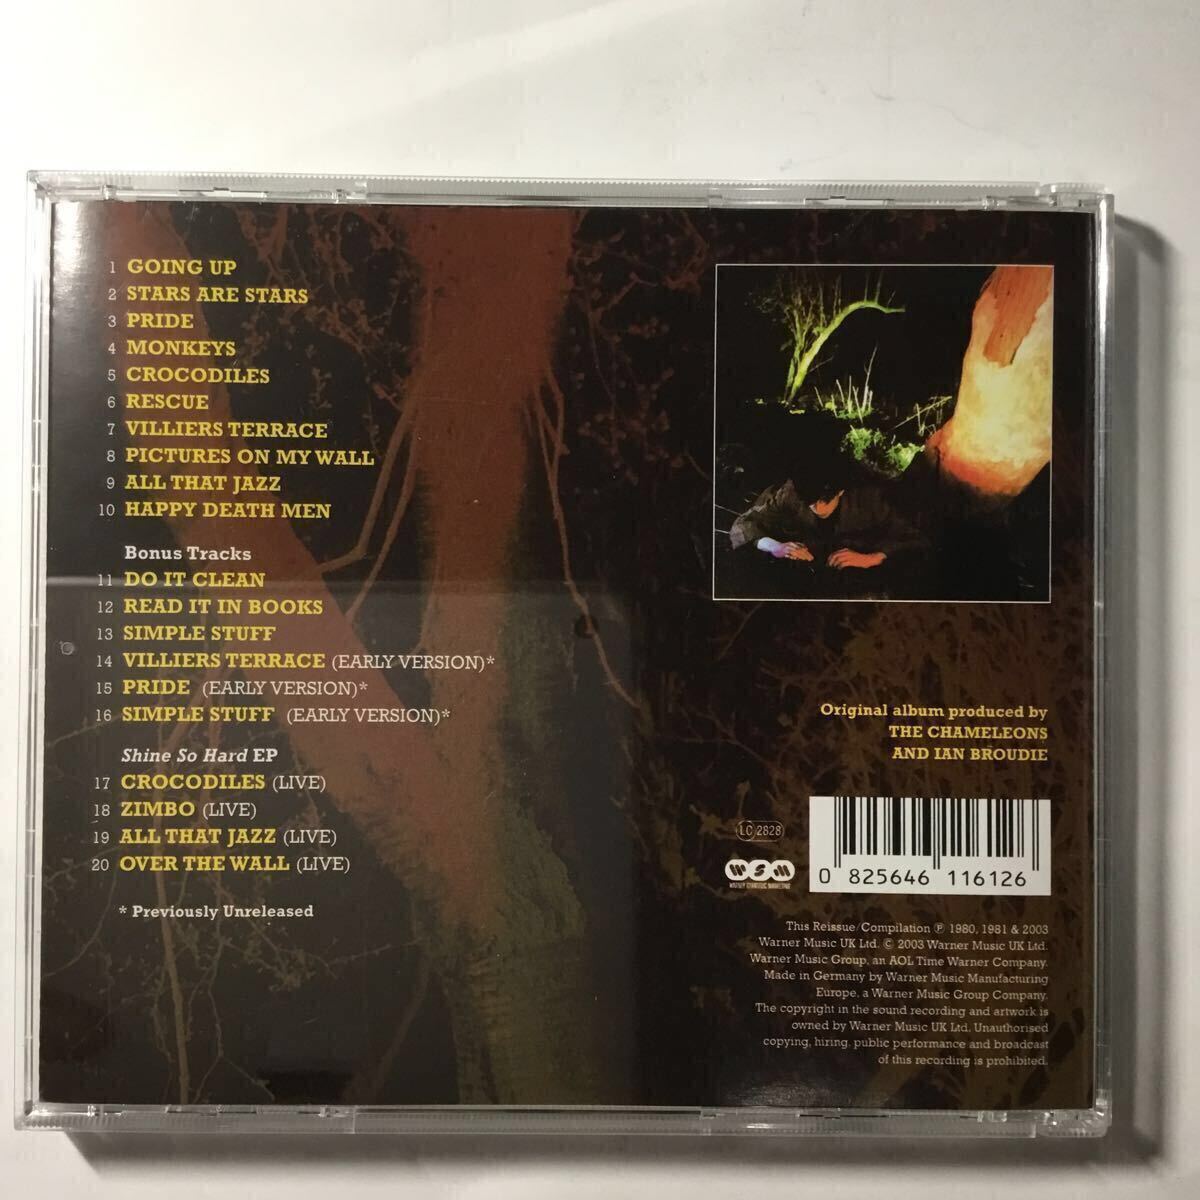 1 GOING UP
2 STARS ARE STARS
3 PRIDE
4 MONKEYS
5 CROCODILES
6 RESCUE
7 VILLIERS TERRACE
8 PICTURES ON MY WALL
9 ALL THAT JAZZ
10 HAPPY DEATH MEN
Bonus Tracks
11 DO IT CLEAN
12 READ IT IN BOOKS
13 SIMPLE STUFF
14 VILLIERS TERRACE (EARLY VERSION)*
15 PRIDE (EARLY VERSION)*
16 SIMPLE STUFF (EARLY VERSION)*
Shine So Hard EP
17 CROCODILES (LIVE)
18 ZIMBO (LIVE)
19 ALL THAT JAZZ (LIVE)
20 OVER THE WALL (LIVE)
* Previously Unreleased
Original album produced by
THE CHAMELEONS
AND IAN BROUDIE
LC 2828
WSM
WARNER STRATEGIC MARKETING
0 825646 116126
This Reissue/Compilation ℗ 1980, 1981 & 2003
Warner Music UK Ltd. © 2003 Warner Music UK Ltd.
Warner Music Group, an AOL Time Warner Company.
Made in Germany by Warner Music Manufacturing
Europe, a Warner Music Group Company.
The copyright in the sound recording and artwork is
owned by Warner Music UK Ltd. Unauthorised
copying, hiring, public performance and broadcast
of this recording is prohibited.